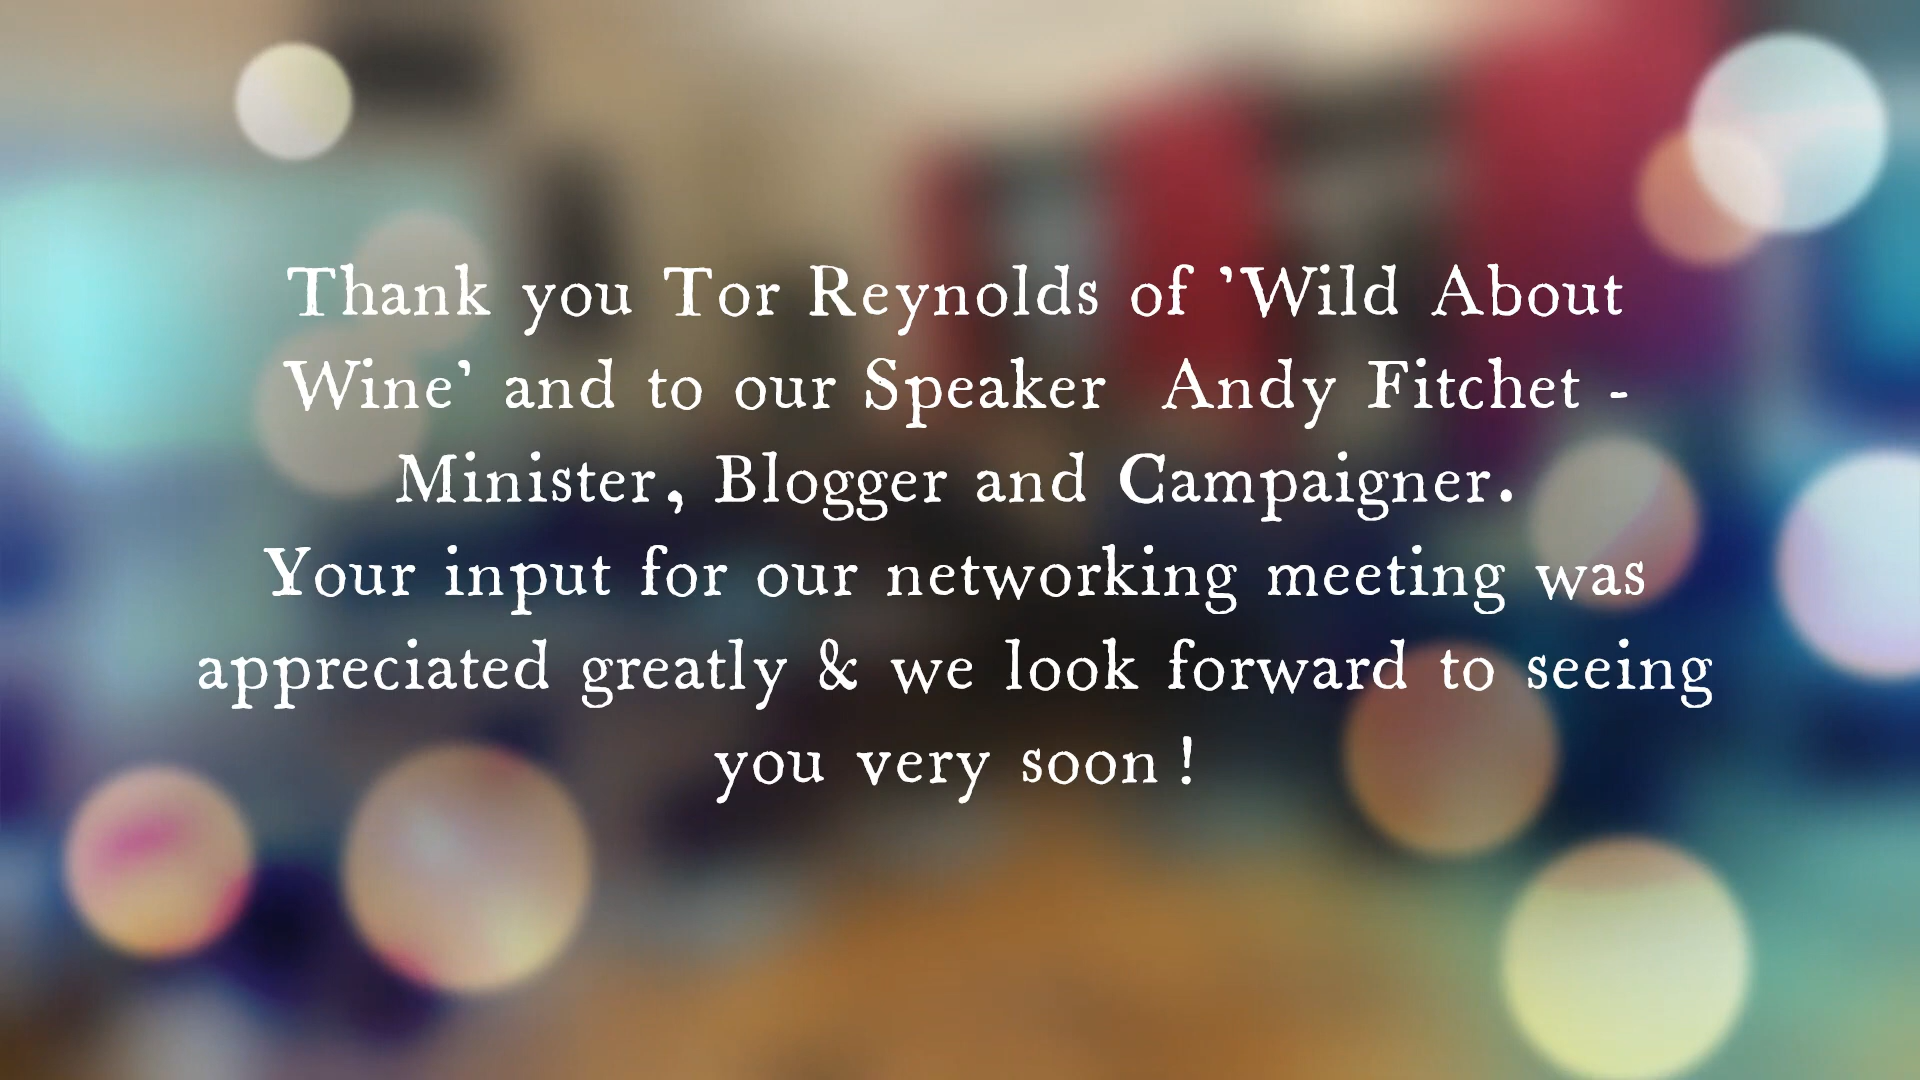 Thank you Tor Reynolds of 'Wild About
Wine' and to our Speaker  Andy Fitchet -
Minister, Blogger and Campaigner.
Your input for our networking meeting was
appreciated greatly & we look forward to seeing
you very soon !